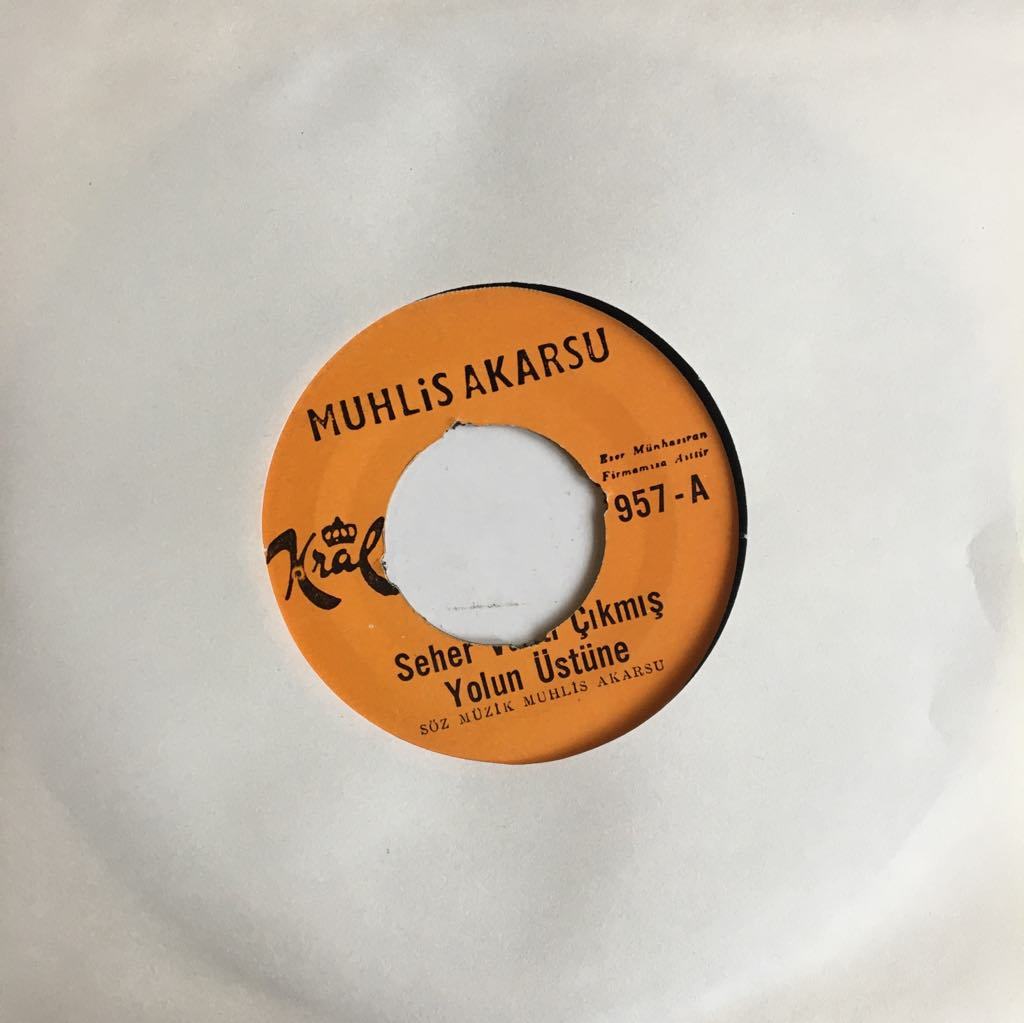 MUHLiS AKARSU
Eser Münhasıran
Firmamıza Aittir
Kral
957-A
Seher Çıkmış
Yolun Üstüne
SÖZ MÜZİK MUHLİS AKARSU